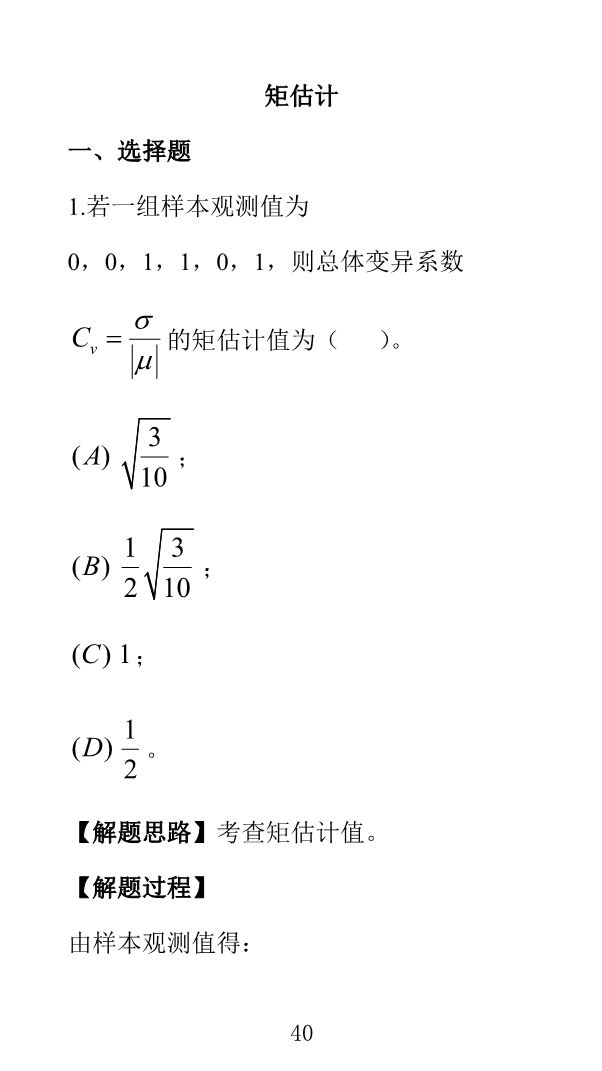 矩估计
一、选择题
1.若一组样本观测值为
0，0，1，1，0，1，则总体变异系数
$C_v = \frac{\sigma}{|\mu|}$ 的矩估计值为（　　）。
(A) $\sqrt{\frac{3}{10}}$；
(B) $\frac{1}{2}\sqrt{\frac{3}{10}}$；
(C) 1；
(D) $\frac{1}{2}$。
【解题思路】考查矩估计值。
【解题过程】
由样本观测值得：
40